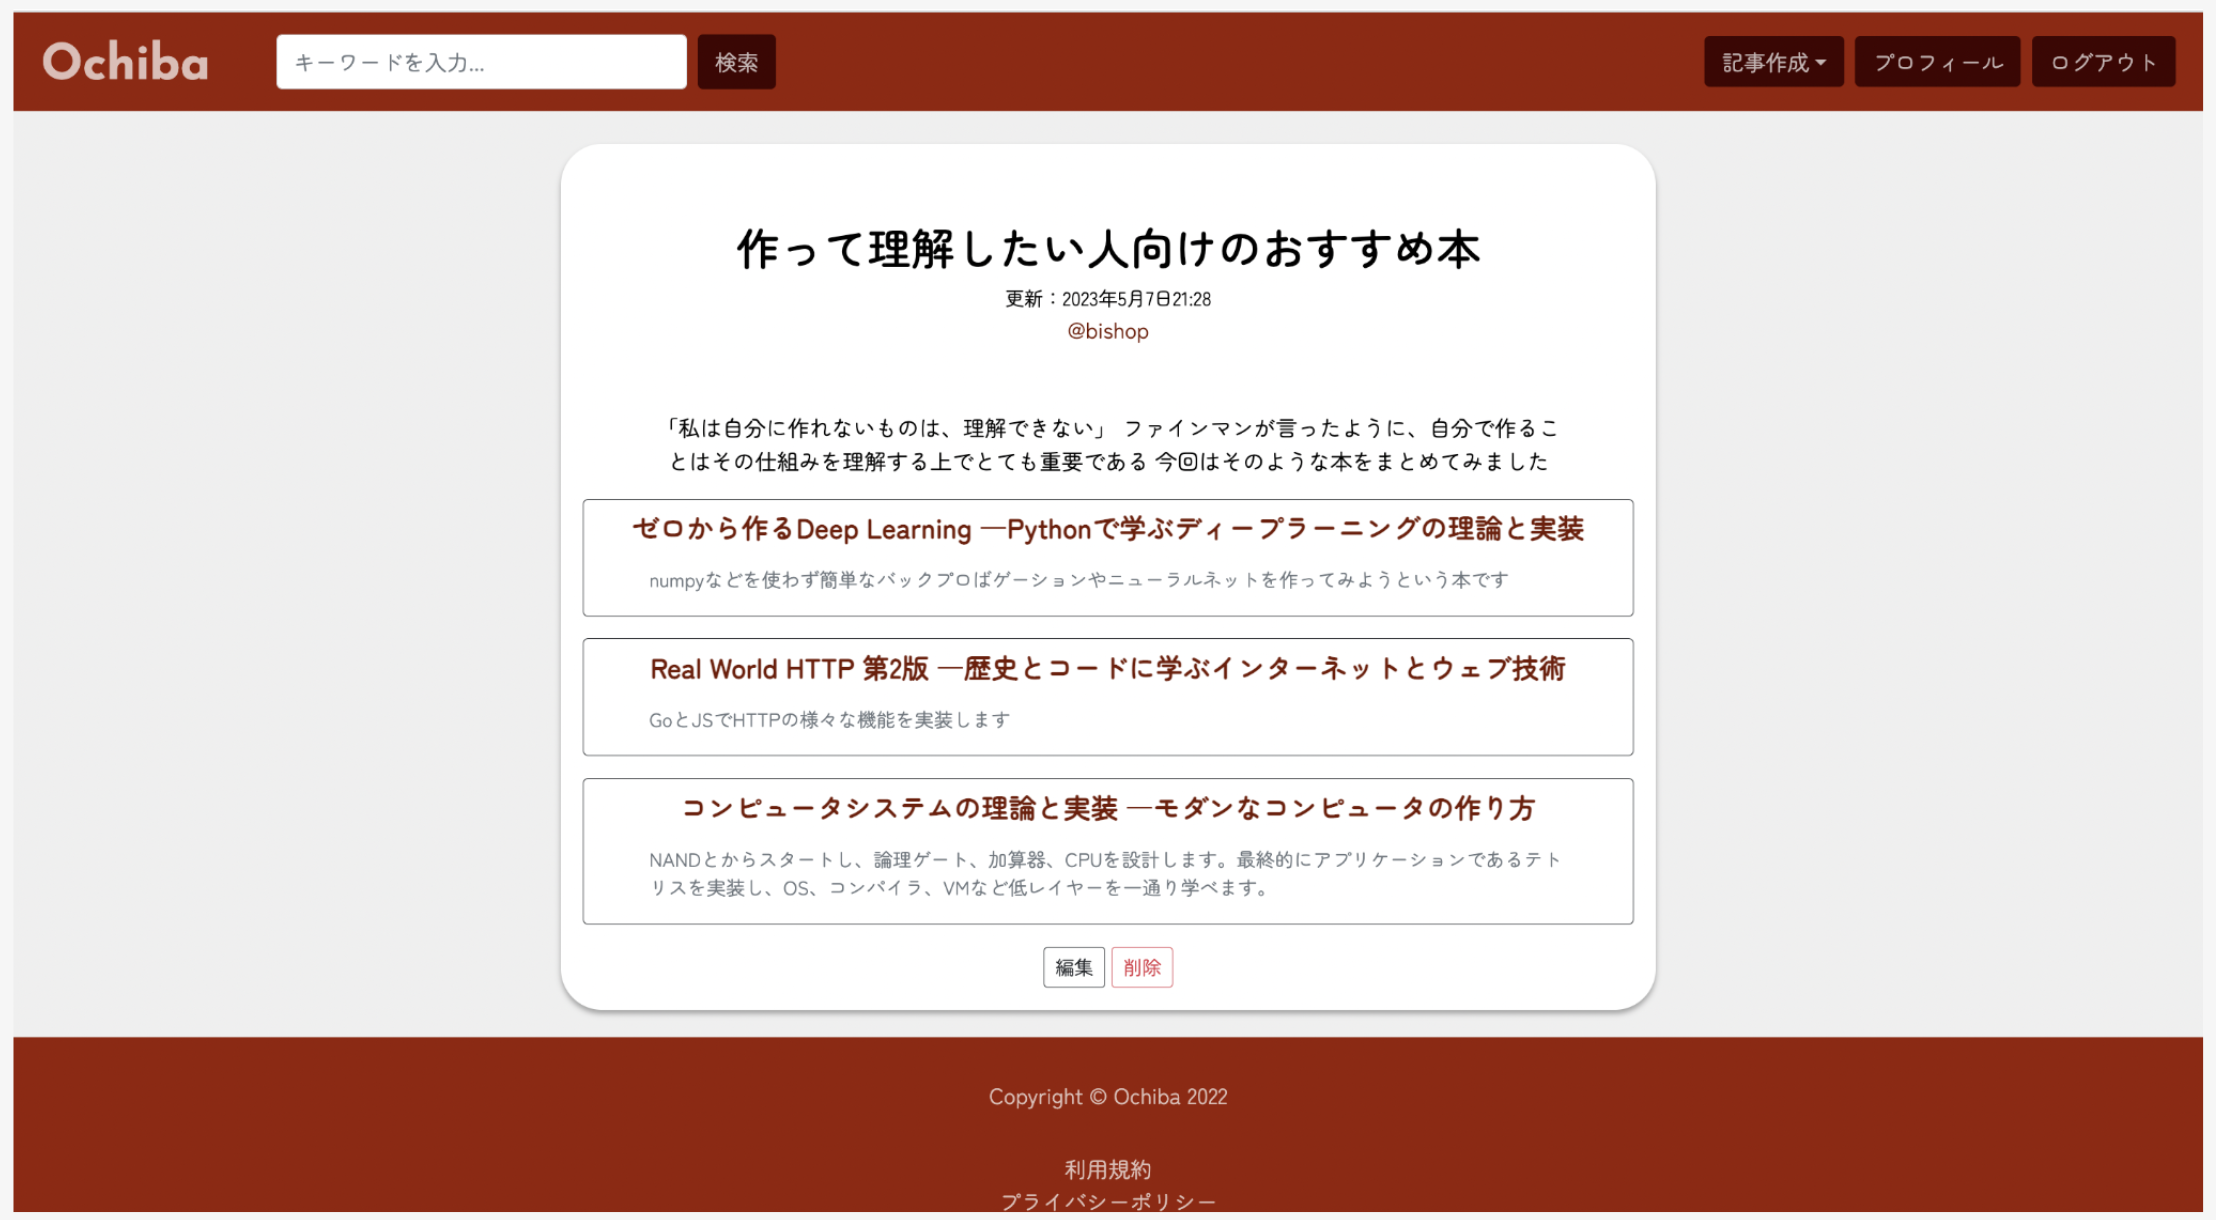 Ochiba
キーワードを入力...
検索
記事作成
プロフィール
ログアウト
作って理解したい人向けのおすすめ本
更新：2023年5月7日21:28
@bishop
「私は自分に作れないものは、理解できない」 ファインマンが言ったように、自分で作るこ
とはその仕組みを理解する上でとても重要である 今回はそのような本をまとめてみました
ゼロから作るDeep Learning ―Pythonで学ぶディープラーニングの理論と実装
numpyなどを使わず簡単なバックプロばゲーションやニューラルネットを作ってみようという本です
Real World HTTP 第2版 ―歴史とコードに学ぶインターネットとウェブ技術
GoとJSでHTTPの様々な機能を実装します
コンピュータシステムの理論と実装 ―モダンなコンピュータの作り方
NANDとからスタートし、論理ゲート、加算器、CPUを設計します。最終的にアプリケーションであるテト
リスを実装し、OS、コンパイラ、VMなど低レイヤーを一通り学べます。
編集
削除
Copyright © Ochiba 2022
利用規約
プライバシーポリシー